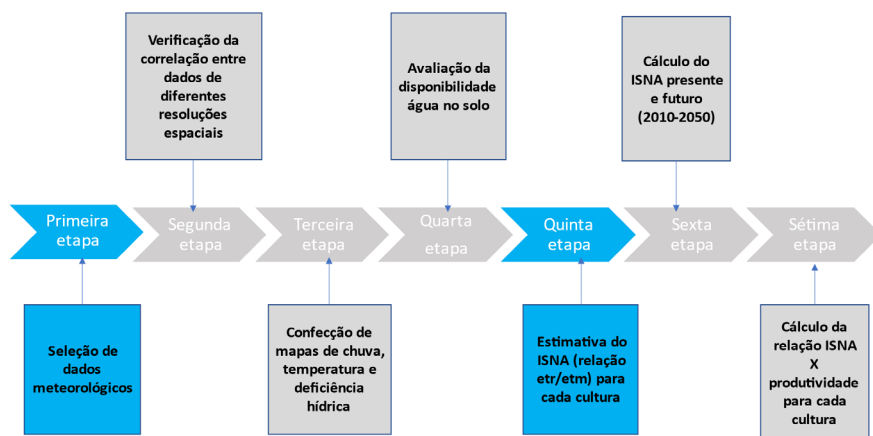 Verificação da
correlação entre
dados de
diferentes
resoluções
espaciais
Avaliação da
disponibilidade
água no solo
Cálculo do
ISNA presente
e futuro
(2010-2050)
Primeira
etapa
Segunda
etapa
Terceira
etapa
Quarta
etapa
Quinta
etapa
Sexta
etapa
Sétima
etapa
Seleção de
dados
meteorológicos
Confecção de
mapas de chuva,
temperatura e
deficiência
hídrica
Estimativa do
ISNA (relação
etr/etm) para
cada cultura
Cálculo da
relação ISNA
X
produtividade
para cada
cultura